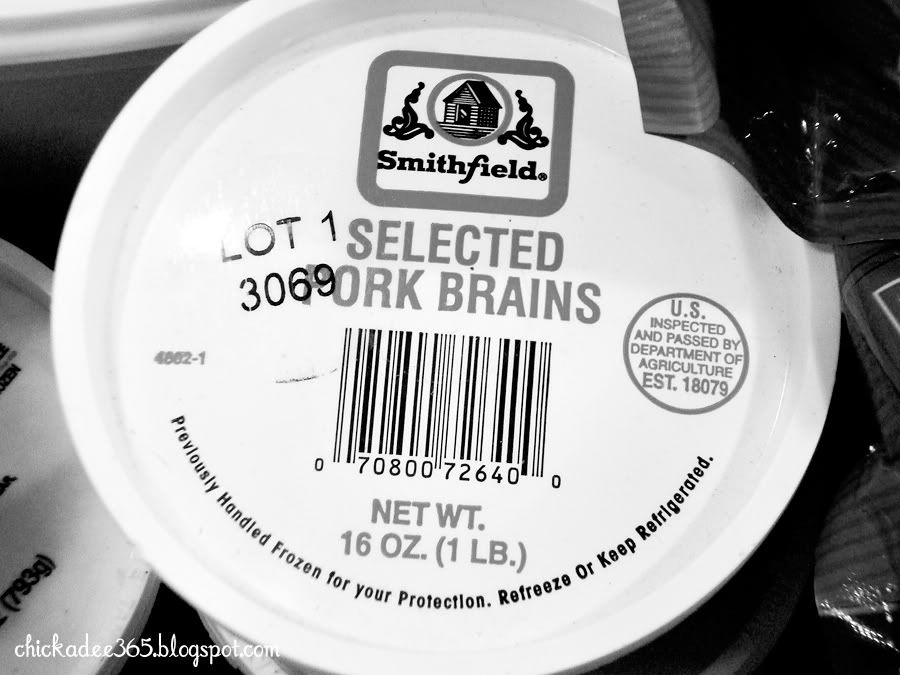 Smithfield®
LOT 1
3069
SELECTED
PORK BRAINS
U.S.
INSPECTED
AND PASSED BY
DEPARTMENT OF
AGRICULTURE
EST. 18079
4862-1
0 70800 72640 0
NET WT.
16 OZ. (1 LB.)
Previously Handled Frozen for your Protection. Refreeze Or Keep Refrigerated.
(793g)
chickadee365.blogspot.com